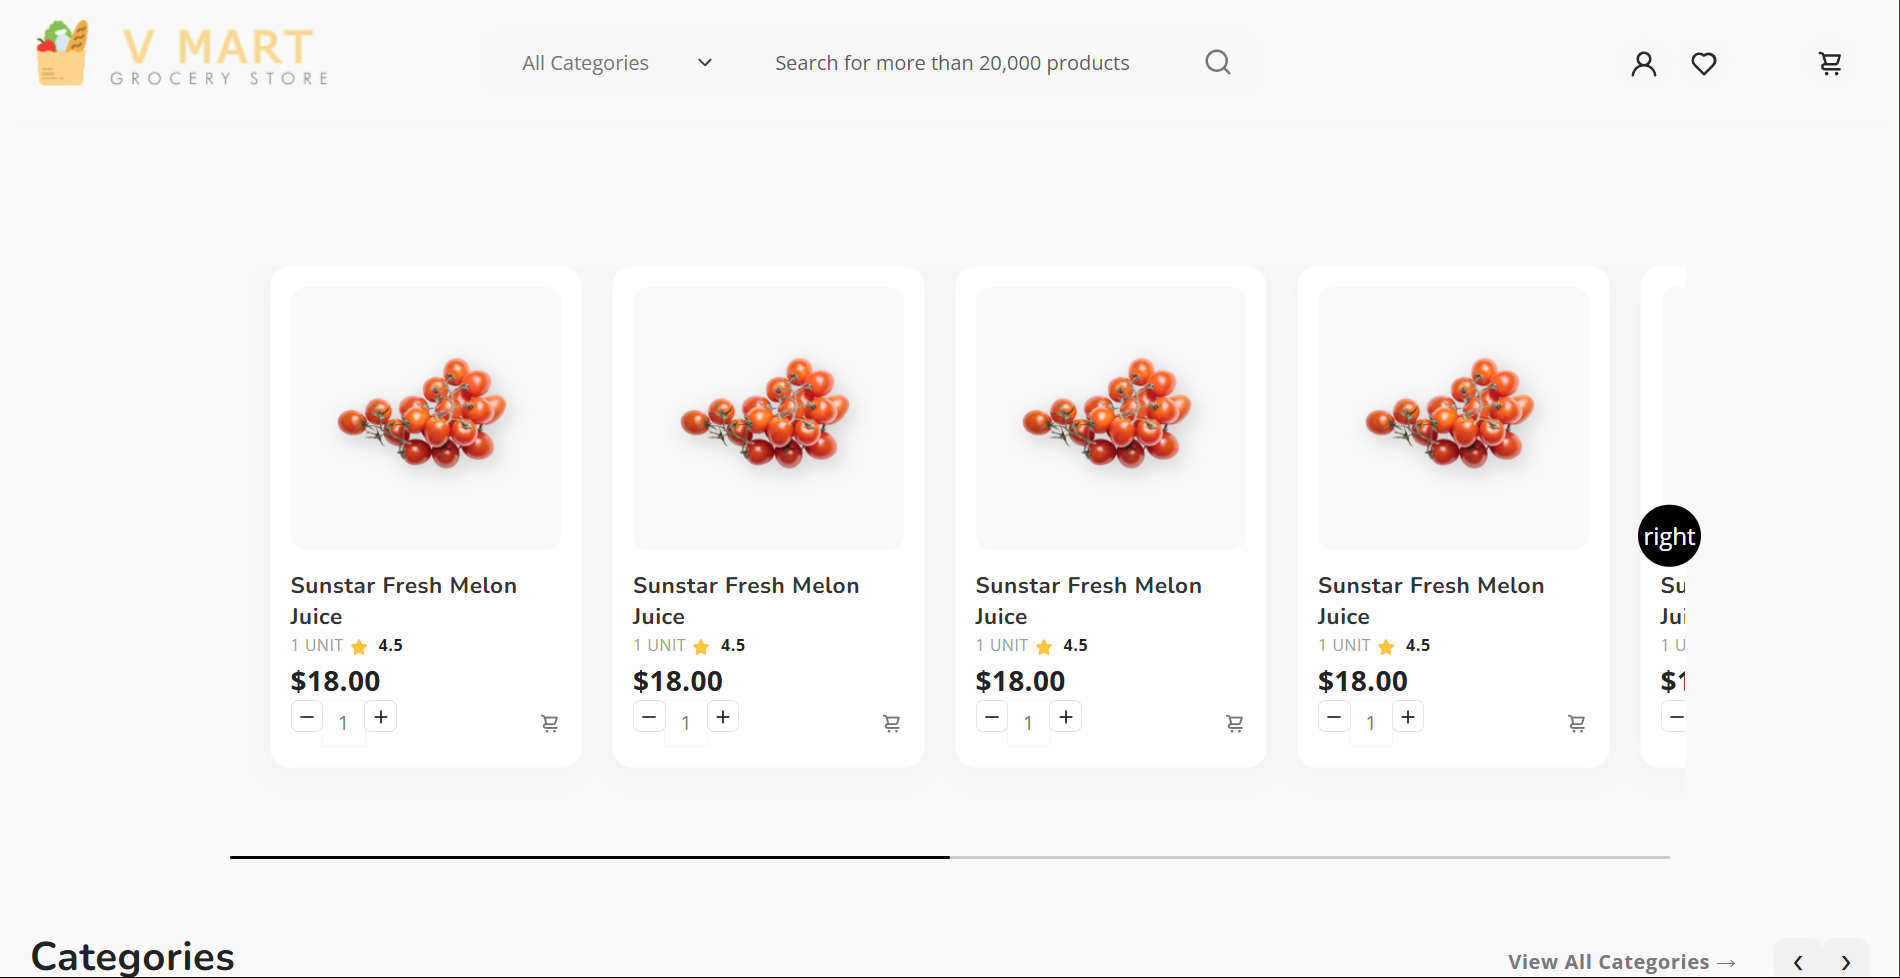 V MART
GROCERY STORE
All Categories
Search for more than 20,000 products
Sunstar Fresh Melon
Juice
1 UNIT 4.5
$18.00
− 1 +
Sunstar Fresh Melon
Juice
1 UNIT 4.5
$18.00
− 1 +
Sunstar Fresh Melon
Juice
1 UNIT 4.5
$18.00
− 1 +
Sunstar Fresh Melon
Juice
1 UNIT 4.5
$18.00
− 1 +
right
Su
Jui
1 U
$1
−
Categories
View All Categories →
‹ ›